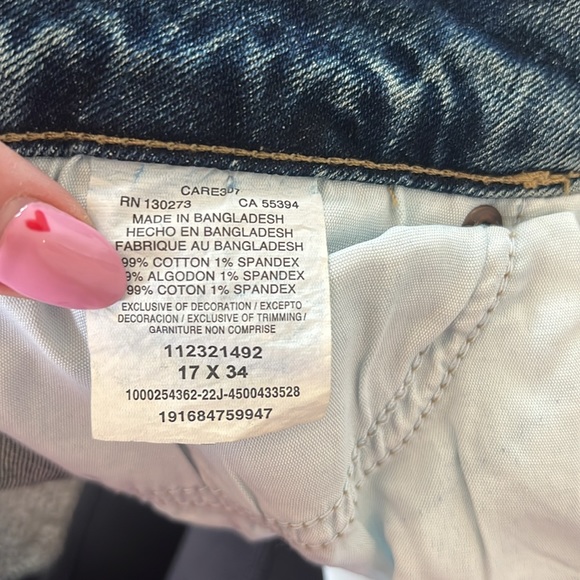 CARE307
RN 130273 CA 55394
MADE IN BANGLADESH
HECHO EN BANGLADESH
FABRIQUE AU BANGLADESH
99% COTTON 1% SPANDEX
9% ALGODON 1% SPANDEX
99% COTON 1% SPANDEX
EXCLUSIVE OF DECORATION / EXCEPTO
DECORACION / EXCLUSIVE OF TRIMMING /
GARNITURE NON COMPRISE
112321492
17 X 34
1000254362-22J-4500433528
191684759947